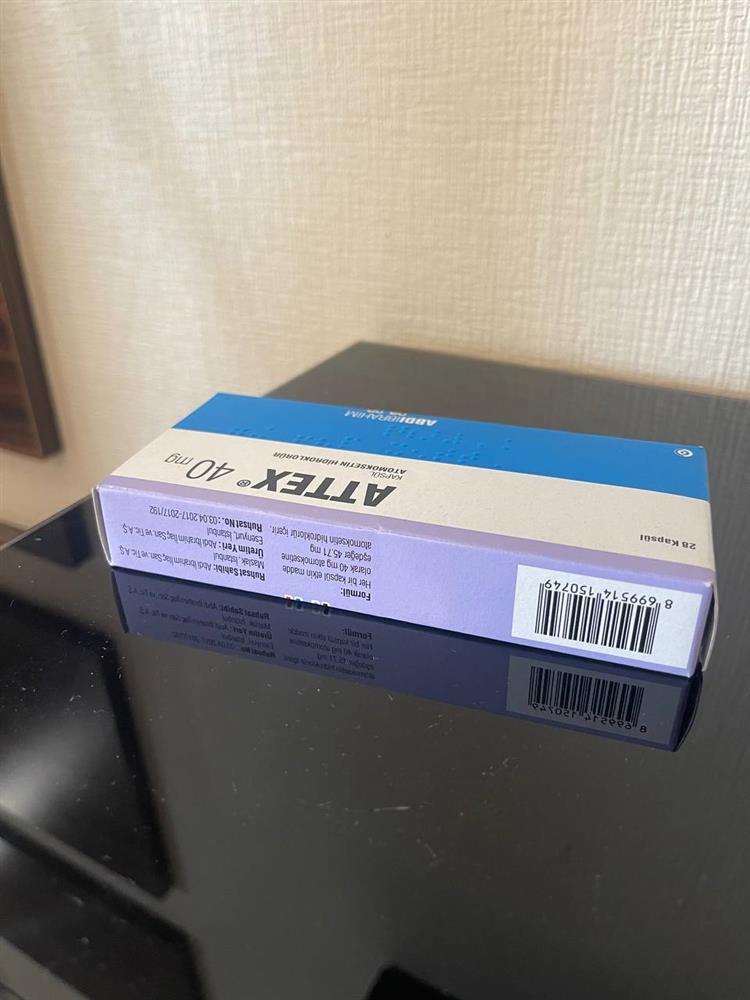 ABDİ İBRAHİM
ATTEX® 40 mg
KAPSÜL
ATOMOKSETİN HİDROKLORÜR
28 Kapsül
Formül:
Her bir kapsül etkin madde
olarak 40 mg atomoksetine
eşdeğer 45.71 mg
atomoksetin hidroklorür içerir.
Ruhsat Sahibi: Abdi İbrahim İlaç San. ve Tic. A.Ş.
Maslak, İstanbul
Üretim Yeri: Abdi İbrahim İlaç San. ve Tic. A.Ş.
Esenyurt, İstanbul
Ruhsat No.: 03.04.2017-2017/192
8 699514 150749